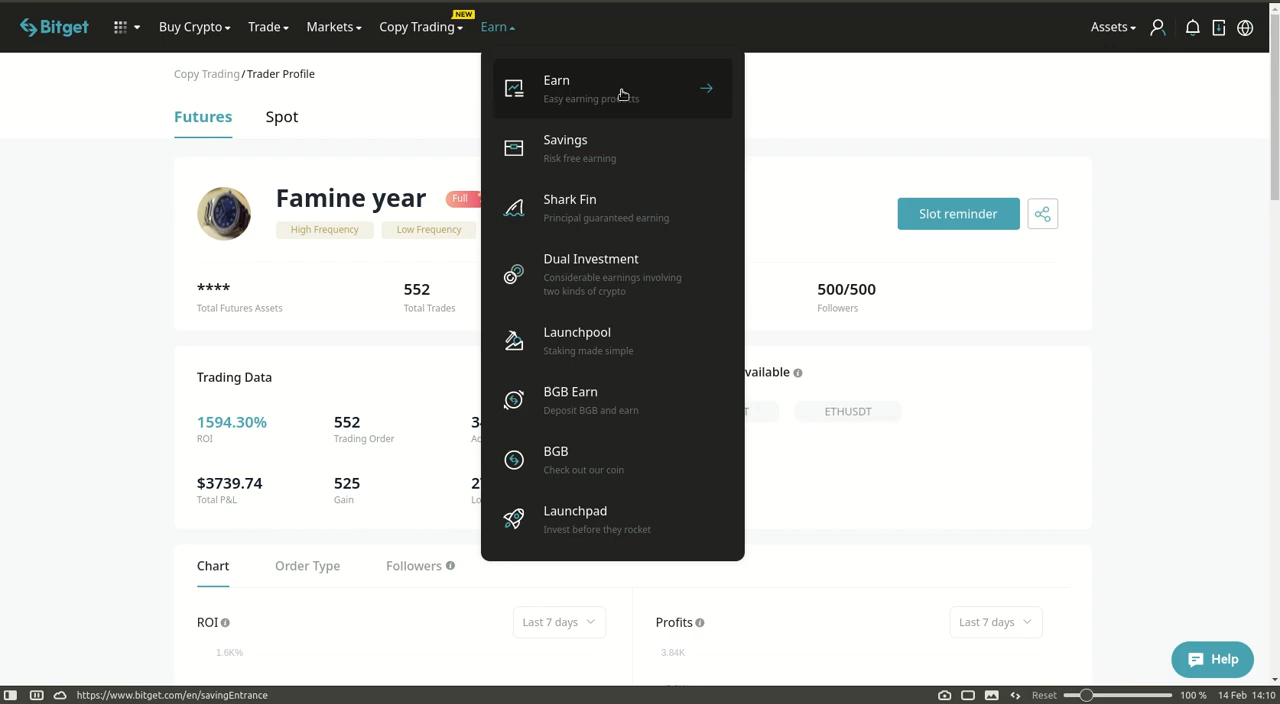 Bitget
Buy Crypto
Trade
Markets
Copy Trading
NEW
Earn
Assets
Copy Trading / Trader Profile
Futures
Spot
Earn
Easy earning products
Savings
Risk free earning
Shark Fin
Principal guaranteed earning
Dual Investment
Considerable earnings involving
two kinds of crypto
Launchpool
Staking made simple
BGB Earn
Deposit BGB and earn
BGB
Check out our coin
Launchpad
Invest before they rocket
Famine year
Full
High Frequency
Low Frequency
Slot reminder
**** 552 500/500
Total Futures Assets Total Trades Followers
Trading Data
1594.30% 552
ROI Trading Order
$3739.74 525
Total P&L Gain
ETHUSDT
Chart Order Type Followers
ROI Last 7 days
1.6K%
Profits Last 7 days
3.84K
Help
https://www.bitget.com/en/savingEntrance
Reset 100 % 14 Feb 14:10